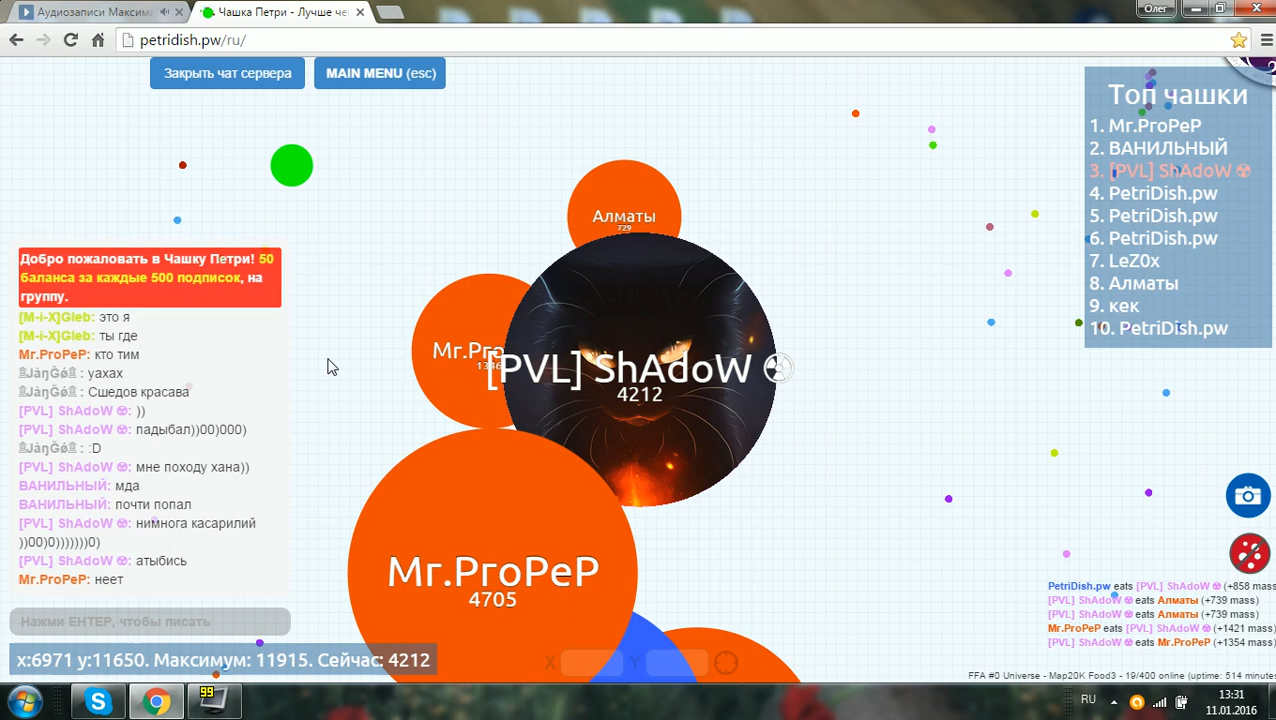 Аудиозаписи Максима
Чашка Петри - Лучше че
Олег
petridish.pw/ru/
Закрыть чат сервера
MAIN MENU (esc)
Топ чашки
1. Mr.ProPeP
2. ВАНИЛЬНЫЙ
3. [PVL] ShAdoW ☢
4. PetriDish.pw
5. PetriDish.pw
6. PetriDish.pw
7. LeZ0x
8. Алматы
9. кек
10. PetriDish.pw
Алматы
729
Mr.Pro
[PVL] ShAdoW ☢
4212
Mr.ProPeP
4705
Добро пожаловать в Чашку Петри! 50
баланса за каждые 500 подписок, на
группу.
[M-i-X]Gleb: это я
[M-i-X]Gleb: ты где
Mr.ProPeP: кто тим
: уахах
: Сшедов красава
[PVL] ShAdoW ☢: ))
[PVL] ShAdoW ☢: падыбал))00)000)
: :D
[PVL] ShAdoW ☢: мне походу хана))
ВАНИЛЬНЫЙ: мда
ВАНИЛЬНЫЙ: почти попал
[PVL] ShAdoW ☢: нимнога касарилий
))00)0)))))))0)
[PVL] ShAdoW ☢: атыбись
Mr.ProPeP: неет
Нажми ЕНТЕР, чтобы писать
x:6971 y:11650. Максимум: 11915. Сейчас: 4212
X
Y
PetriDish.pw eats [PVL] ShAdoW ☢ (+858 mass)
[PVL] ShAdoW ☢ eats Алматы (+739 mass)
[PVL] ShAdoW ☢ eats Алматы (+739 mass)
Mr.ProPeP eats [PVL] ShAdoW ☢ (+1421 mass)
[PVL] ShAdoW ☢ eats Mr.ProPeP (+1354 mass)
FFA #0 Universe - Map20K Food3 - 19/400 online (uptime: 514 minutes
99
RU
13:31
11.01.2016